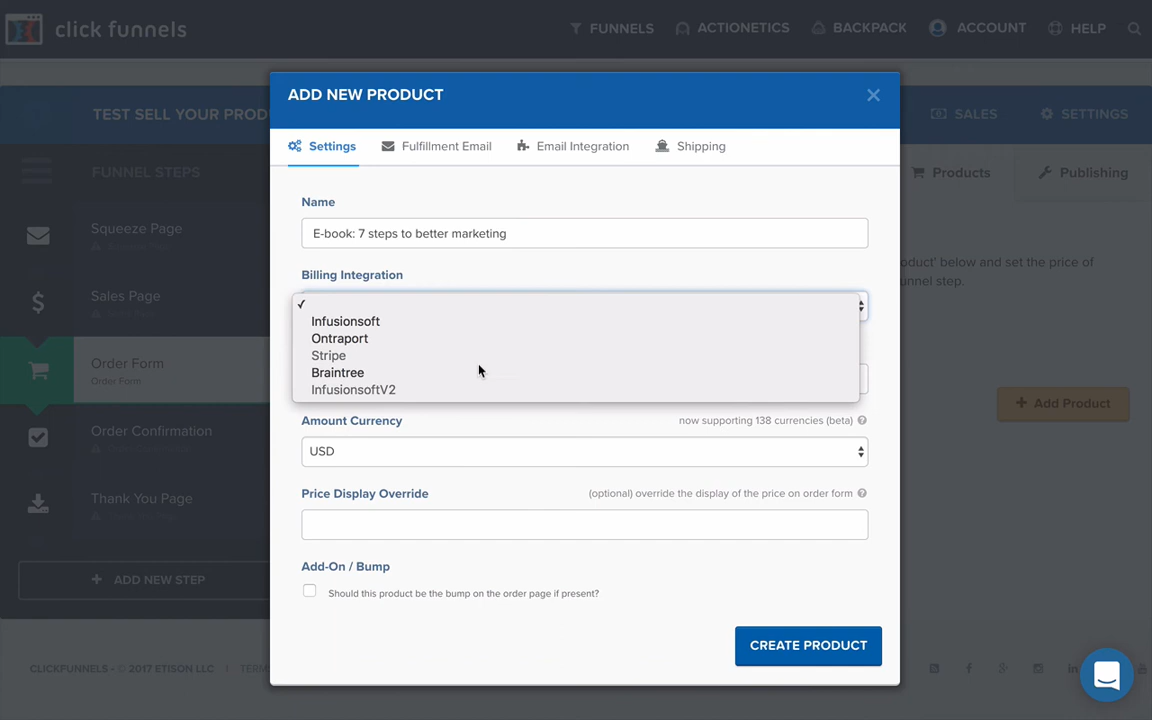 click funnels
FUNNELS
ACTIONETICS
BACKPACK
ACCOUNT
HELP
ADD NEW PRODUCT
TEST SELL YOUR PROD
SALES
SETTINGS
Settings
Fulfillment Email
Email Integration
Shipping
FUNNEL STEPS
Products
Publishing
Name
Squeeze Page
E-book: 7 steps to better marketing
oduct' below and set the price of
unnel step.
Billing Integration
Sales Page
✓
Infusionsoft
Ontraport
Stripe
Braintree
InfusionsoftV2
Order Form
Order Form
+ Add Product
Amount Currency
now supporting 138 currencies (beta)
Order Confirmation
USD
Price Display Override
(optional) override the display of the price on order form
Thank You Page
Add-On / Bump
+ ADD NEW STEP
Should this product be the bump on the order page if present?
CREATE PRODUCT
CLICKFUNNELS - © 2017 ETISON LLC
TERM